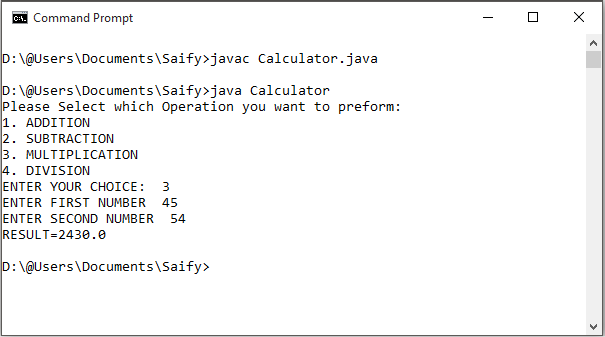 Command Prompt
D:\@Users\Documents\Saify>javac Calculator.java
D:\@Users\Documents\Saify>java Calculator
Please Select which Operation you want to preform:
1. ADDITION
2. SUBTRACTION
3. MULTIPLICATION
4. DIVISION
ENTER YOUR CHOICE:  3
ENTER FIRST NUMBER  45
ENTER SECOND NUMBER  54
RESULT=2430.0
D:\@Users\Documents\Saify>